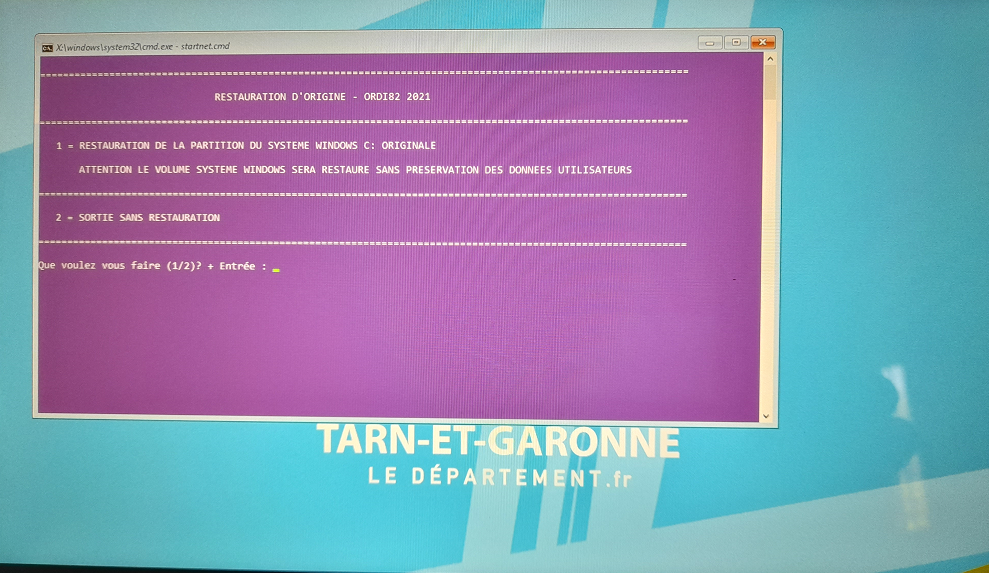 X:\windows\system32\cmd.exe - startnet.cmd
================================================================
RESTAURATION D'ORIGINE - ORDI82 2021
================================================================
1 = RESTAURATION DE LA PARTITION DU SYSTEME WINDOWS C: ORIGINALE
ATTENTION LE VOLUME SYSTEME WINDOWS SERA RESTAURE SANS PRESERVATION DES DONNEES UTILISATEURS
================================================================
2 = SORTIE SANS RESTAURATION
================================================================
Que voulez vous faire (1/2)? + Entrée :
TARN-ET-GARONNE
LE DÉPARTEMENT.fr